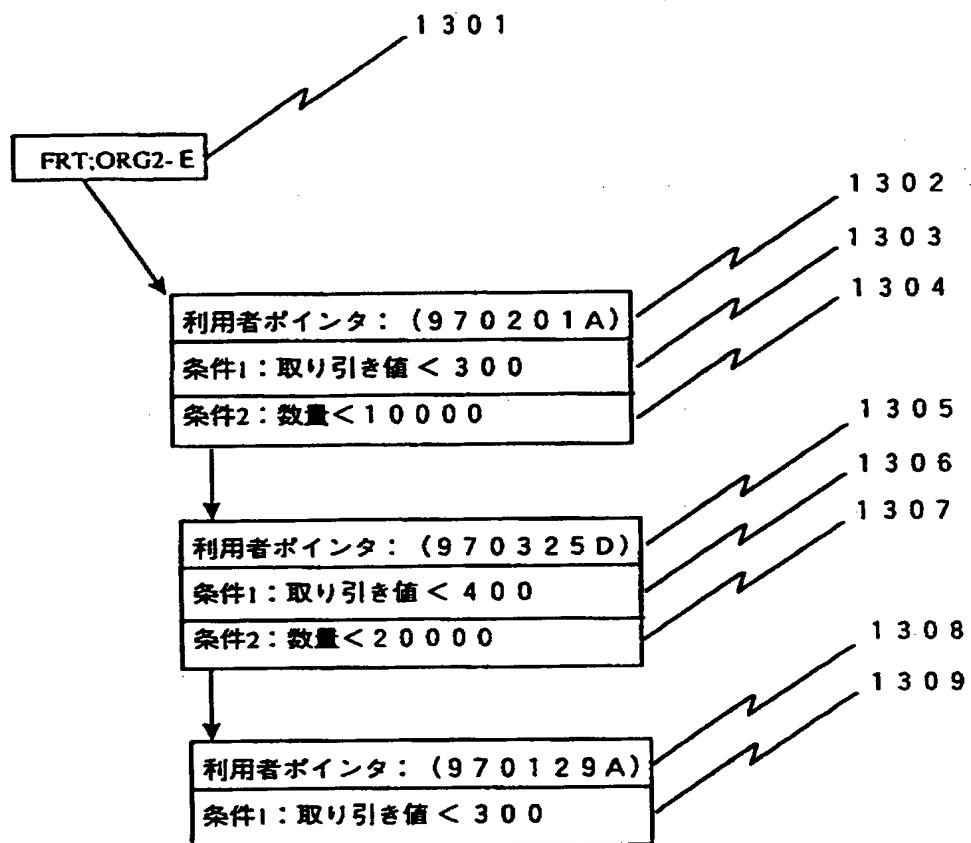 １３０１
FRT;ORG2-E
１３０２
１３０３
１３０４
利用者ポインタ：（９７０２０１Ａ）
条件1：取り引き値＜３００
条件2：数量＜１００００
１３０５
１３０６
１３０７
利用者ポインタ：（９７０３２５Ｄ）
条件1：取り引き値＜４００
条件2：数量＜２００００
１３０８
１３０９
利用者ポインタ：（９７０１２９Ａ）
条件1：取り引き値＜３００